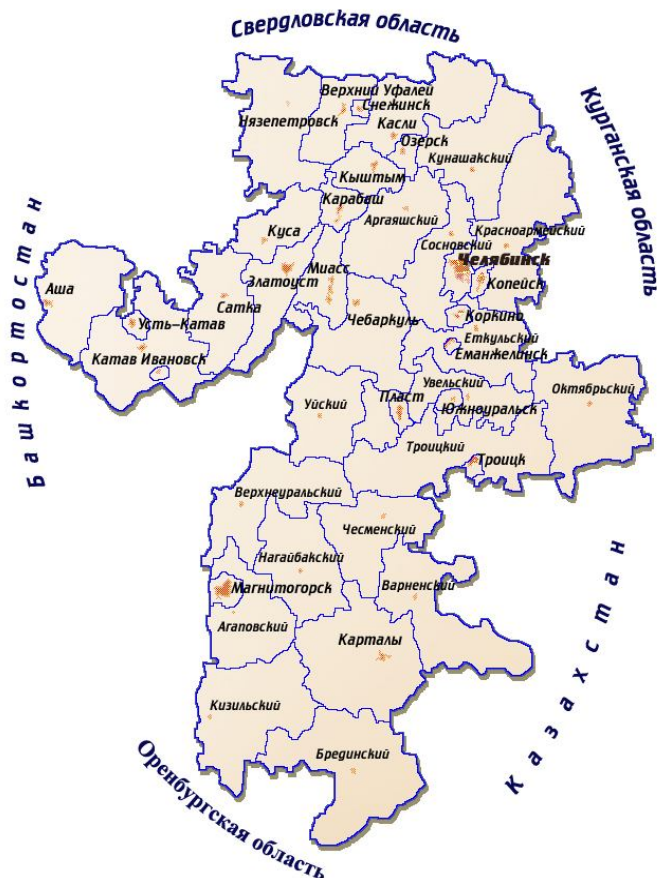 Свердловская область
Курганская область
Верхний Уфалей
Снежинск
Нязепетровск
Касли
Озёрск
Кунашакский
Кыштым
Карабаш
Аргаяшский
Куса
Красноармейский
Сосновский
Челябинск
Башкортостан
Аша
Златоуст
Миасс
Копейск
Сатка
Чебаркуль
Коркино
Усть-Катав
Еткульский
Катав Ивановск
Еманжелинск
Увельский
Октябрьский
Пласт
Уйский
Южноуральск
Троицкий
Троицк
Верхнеуральский
Чесменский
Нагайбакский
Магнитогорск
Варненский
Казахстан
Агаповский
Карталы
Кизильский
Брединский
Оренбургская область